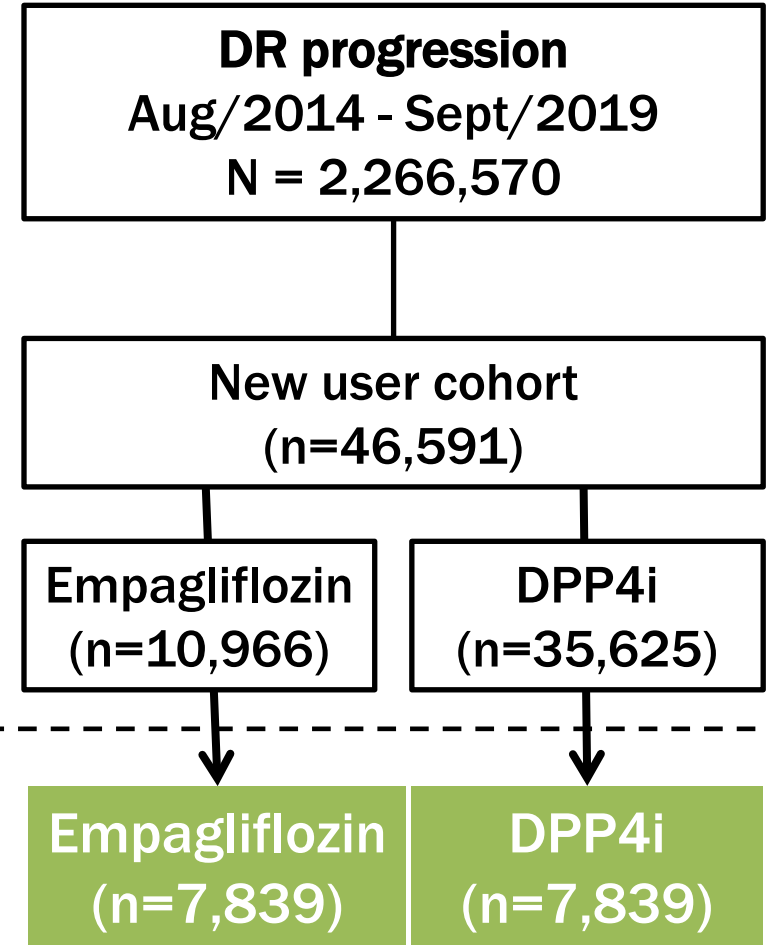 DR progression
Aug/2014 - Sept/2019
N = 2,266,570
New user cohort
(n=46,591)
Empagliflozin
(n=10,966)
DPP4i
(n=35,625)
Empagliflozin
(n=7,839)
DPP4i
(n=7,839)